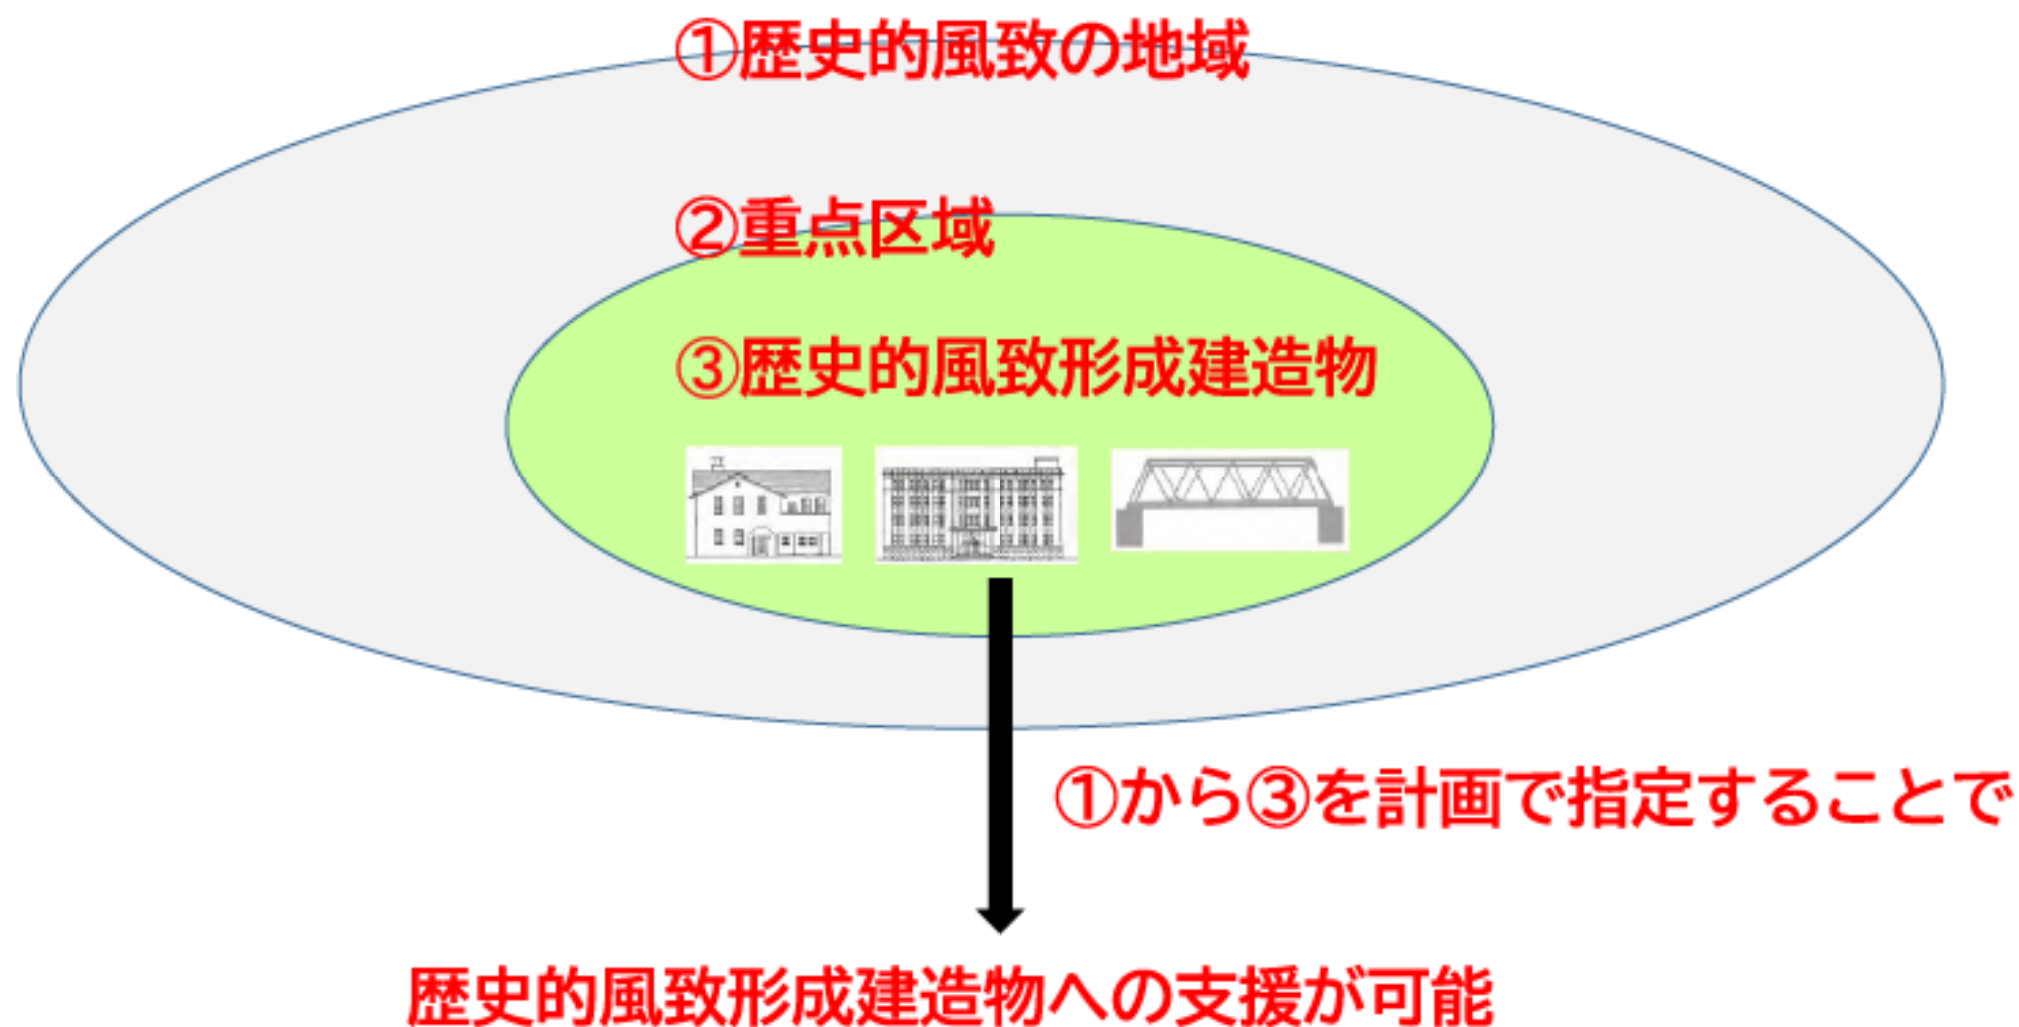 ①歴史的風致の地域
②重点区域
③歴史的風致形成建造物
①から③を計画で指定することで
歴史的風致形成建造物への支援が可能